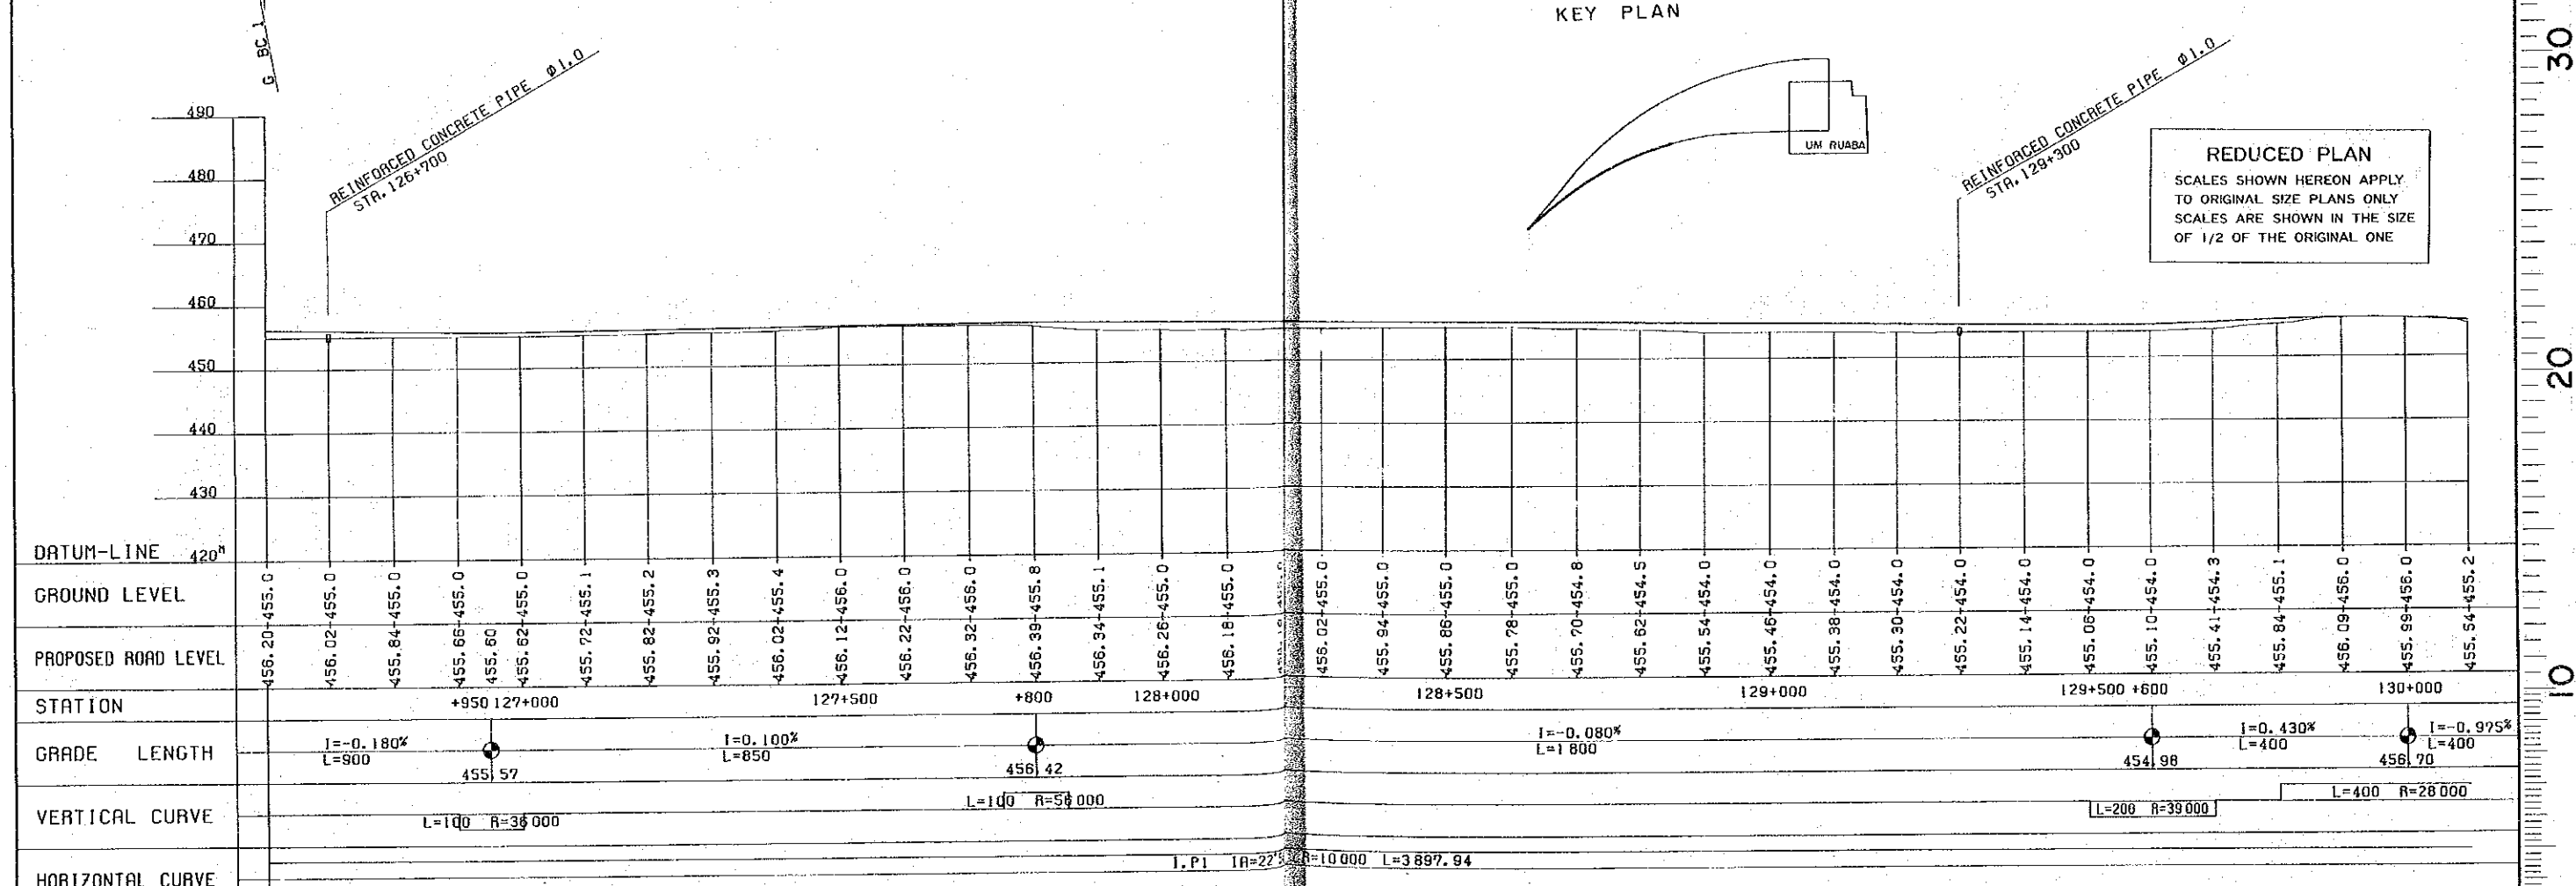 KEY PLAN
G BC 1
REINFORCED CONCRETE PIPE Ø1.0
STA.126+700
UM RUABA
REINFORCED CONCRETE PIPE Ø1.0
STA.129+300
REDUCED PLAN
SCALES SHOWN HEREON APPLY
TO ORIGINAL SIZE PLANS ONLY
SCALES ARE SHOWN IN THE SIZE
OF 1/2 OF THE ORIGINAL ONE
30
20
10
490
480
470
460
450
440
430
DATUM-LINE 420M
GROUND LEVEL 455.0 455.0 455.0 455.0 455.0 455.1 455.2 455.3 455.4 456.0 456.0 456.0 455.8 455.1 455.0 455.0 455.0 455.0 455.0 455.0 454.8 454.5 454.0 454.0 454.0 454.0 454.0 454.0 454.0 454.0 454.3 455.1 456.0 456.0 455.2
PROPOSED ROAD LEVEL 456.20 456.02 455.84 455.66 455.60 455.62 455.72 455.82 455.92 456.02 456.12 456.22 456.32 456.39 456.34 456.26 456.18 456.02 455.94 455.86 455.78 455.70 455.62 455.54 455.46 455.38 455.30 455.22 455.14 455.06 455.10 455.41 455.84 456.09 455.99 455.54
STATION +950 127+000 127+500 +800 128+000 128+500 129+000 129+500 +600 130+000
GRADE LENGTH
I=-0.180% I=0.100% I=-0.080% I=0.430% I=-0.975%
L=900 L=850 L=1800 L=400 L=400
455.57 456.42 454.98 456.70
VERTICAL CURVE
L=100 R=36000 L=100 R=56000 L=200 R=39000 L=400 R=28000
I.P1 IA=22° R=10000 L=3897.94
HORIZONTAL CURVE